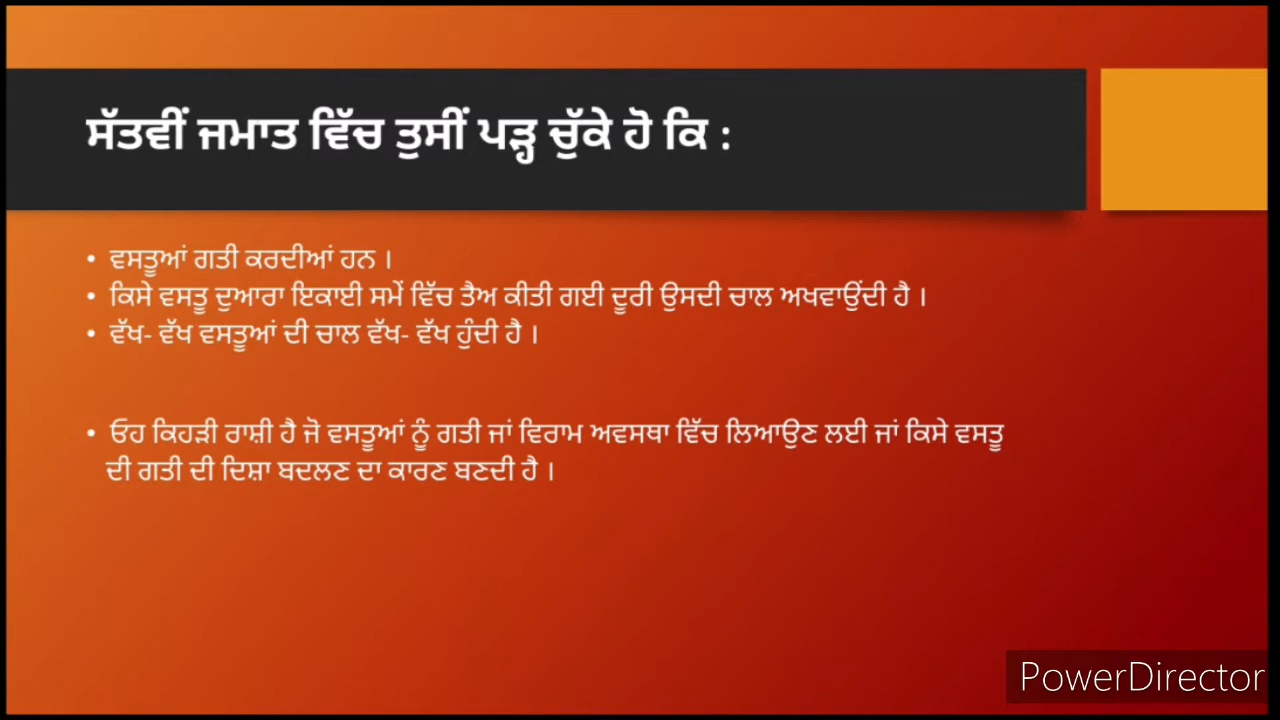 ਸੱਤਵੀਂ ਜਮਾਤ ਵਿੱਚ ਤੁਸੀਂ ਪੜ੍ਹ ਚੁੱਕੇ ਹੋ ਕਿ :
• ਵਸਤੂਆਂ ਗਤੀ ਕਰਦੀਆਂ ਹਨ ।
• ਕਿਸੇ ਵਸਤੂ ਦੁਆਰਾ ਇਕਾਈ ਸਮੇਂ ਵਿੱਚ ਤੈਅ ਕੀਤੀ ਗਈ ਦੂਰੀ ਉਸਦੀ ਚਾਲ ਅਖਵਾਉਂਦੀ ਹੈ ।
• ਵੱਖ- ਵੱਖ ਵਸਤੂਆਂ ਦੀ ਚਾਲ ਵੱਖ- ਵੱਖ ਹੁੰਦੀ ਹੈ ।
• ਓਹ ਕਿਹੜੀ ਰਾਸ਼ੀ ਹੈ ਜੋ ਵਸਤੂਆਂ ਨੂੰ ਗਤੀ ਜਾਂ ਵਿਰਾਮ ਅਵਸਥਾ ਵਿੱਚ ਲਿਆਉਣ ਲਈ ਜਾਂ ਕਿਸੇ ਵਸਤੂ
ਦੀ ਗਤੀ ਦੀ ਦਿਸ਼ਾ ਬਦਲਣ ਦਾ ਕਾਰਣ ਬਣਦੀ ਹੈ ।
PowerDirector